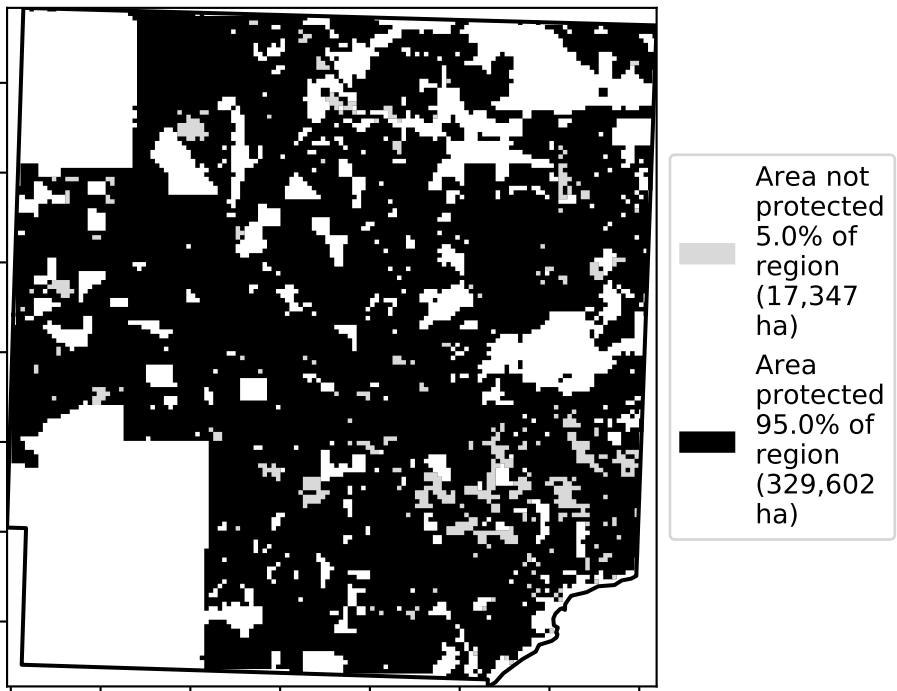 Area not
protected
5.0% of
region
(17,347
ha)
Area
protected
95.0% of
region
(329,602
ha)